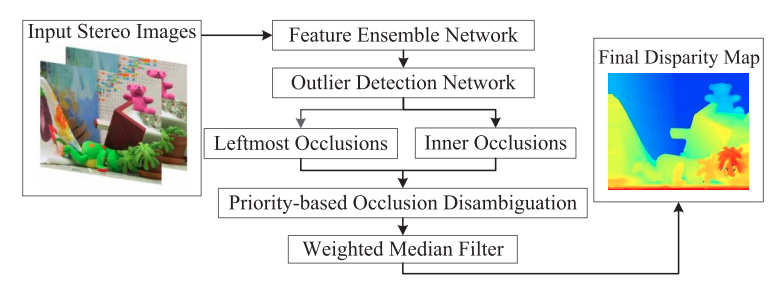 Input Stereo Images
Feature Ensemble Network
Outlier Detection Network
Leftmost Occlusions
Inner Occlusions
Priority-based Occlusion Disambiguation
Weighted Median Filter
Final Disparity Map